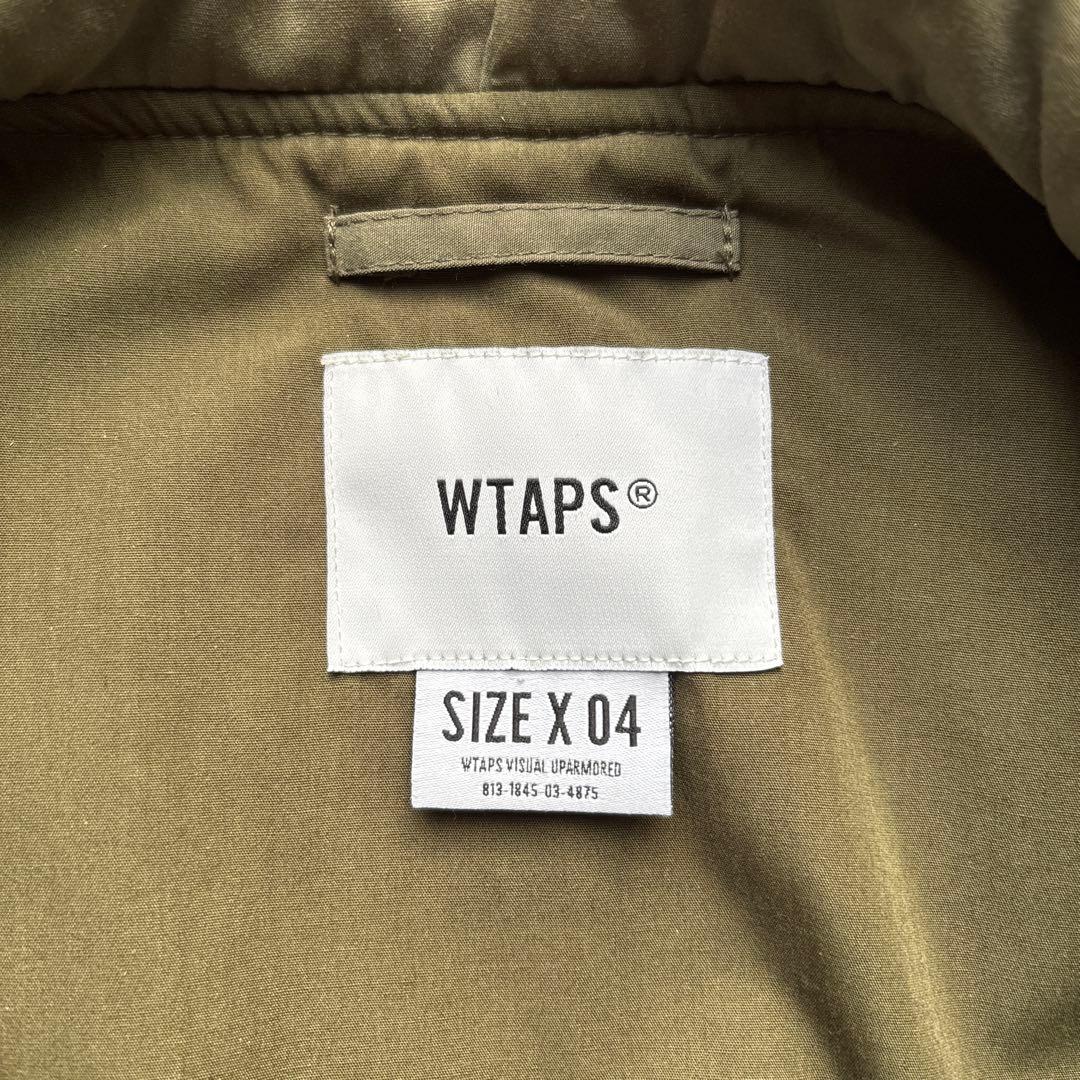 WTAPS®
SIZE X 04
WTAPS VISUAL UPARMORED
813-1845 03-4875